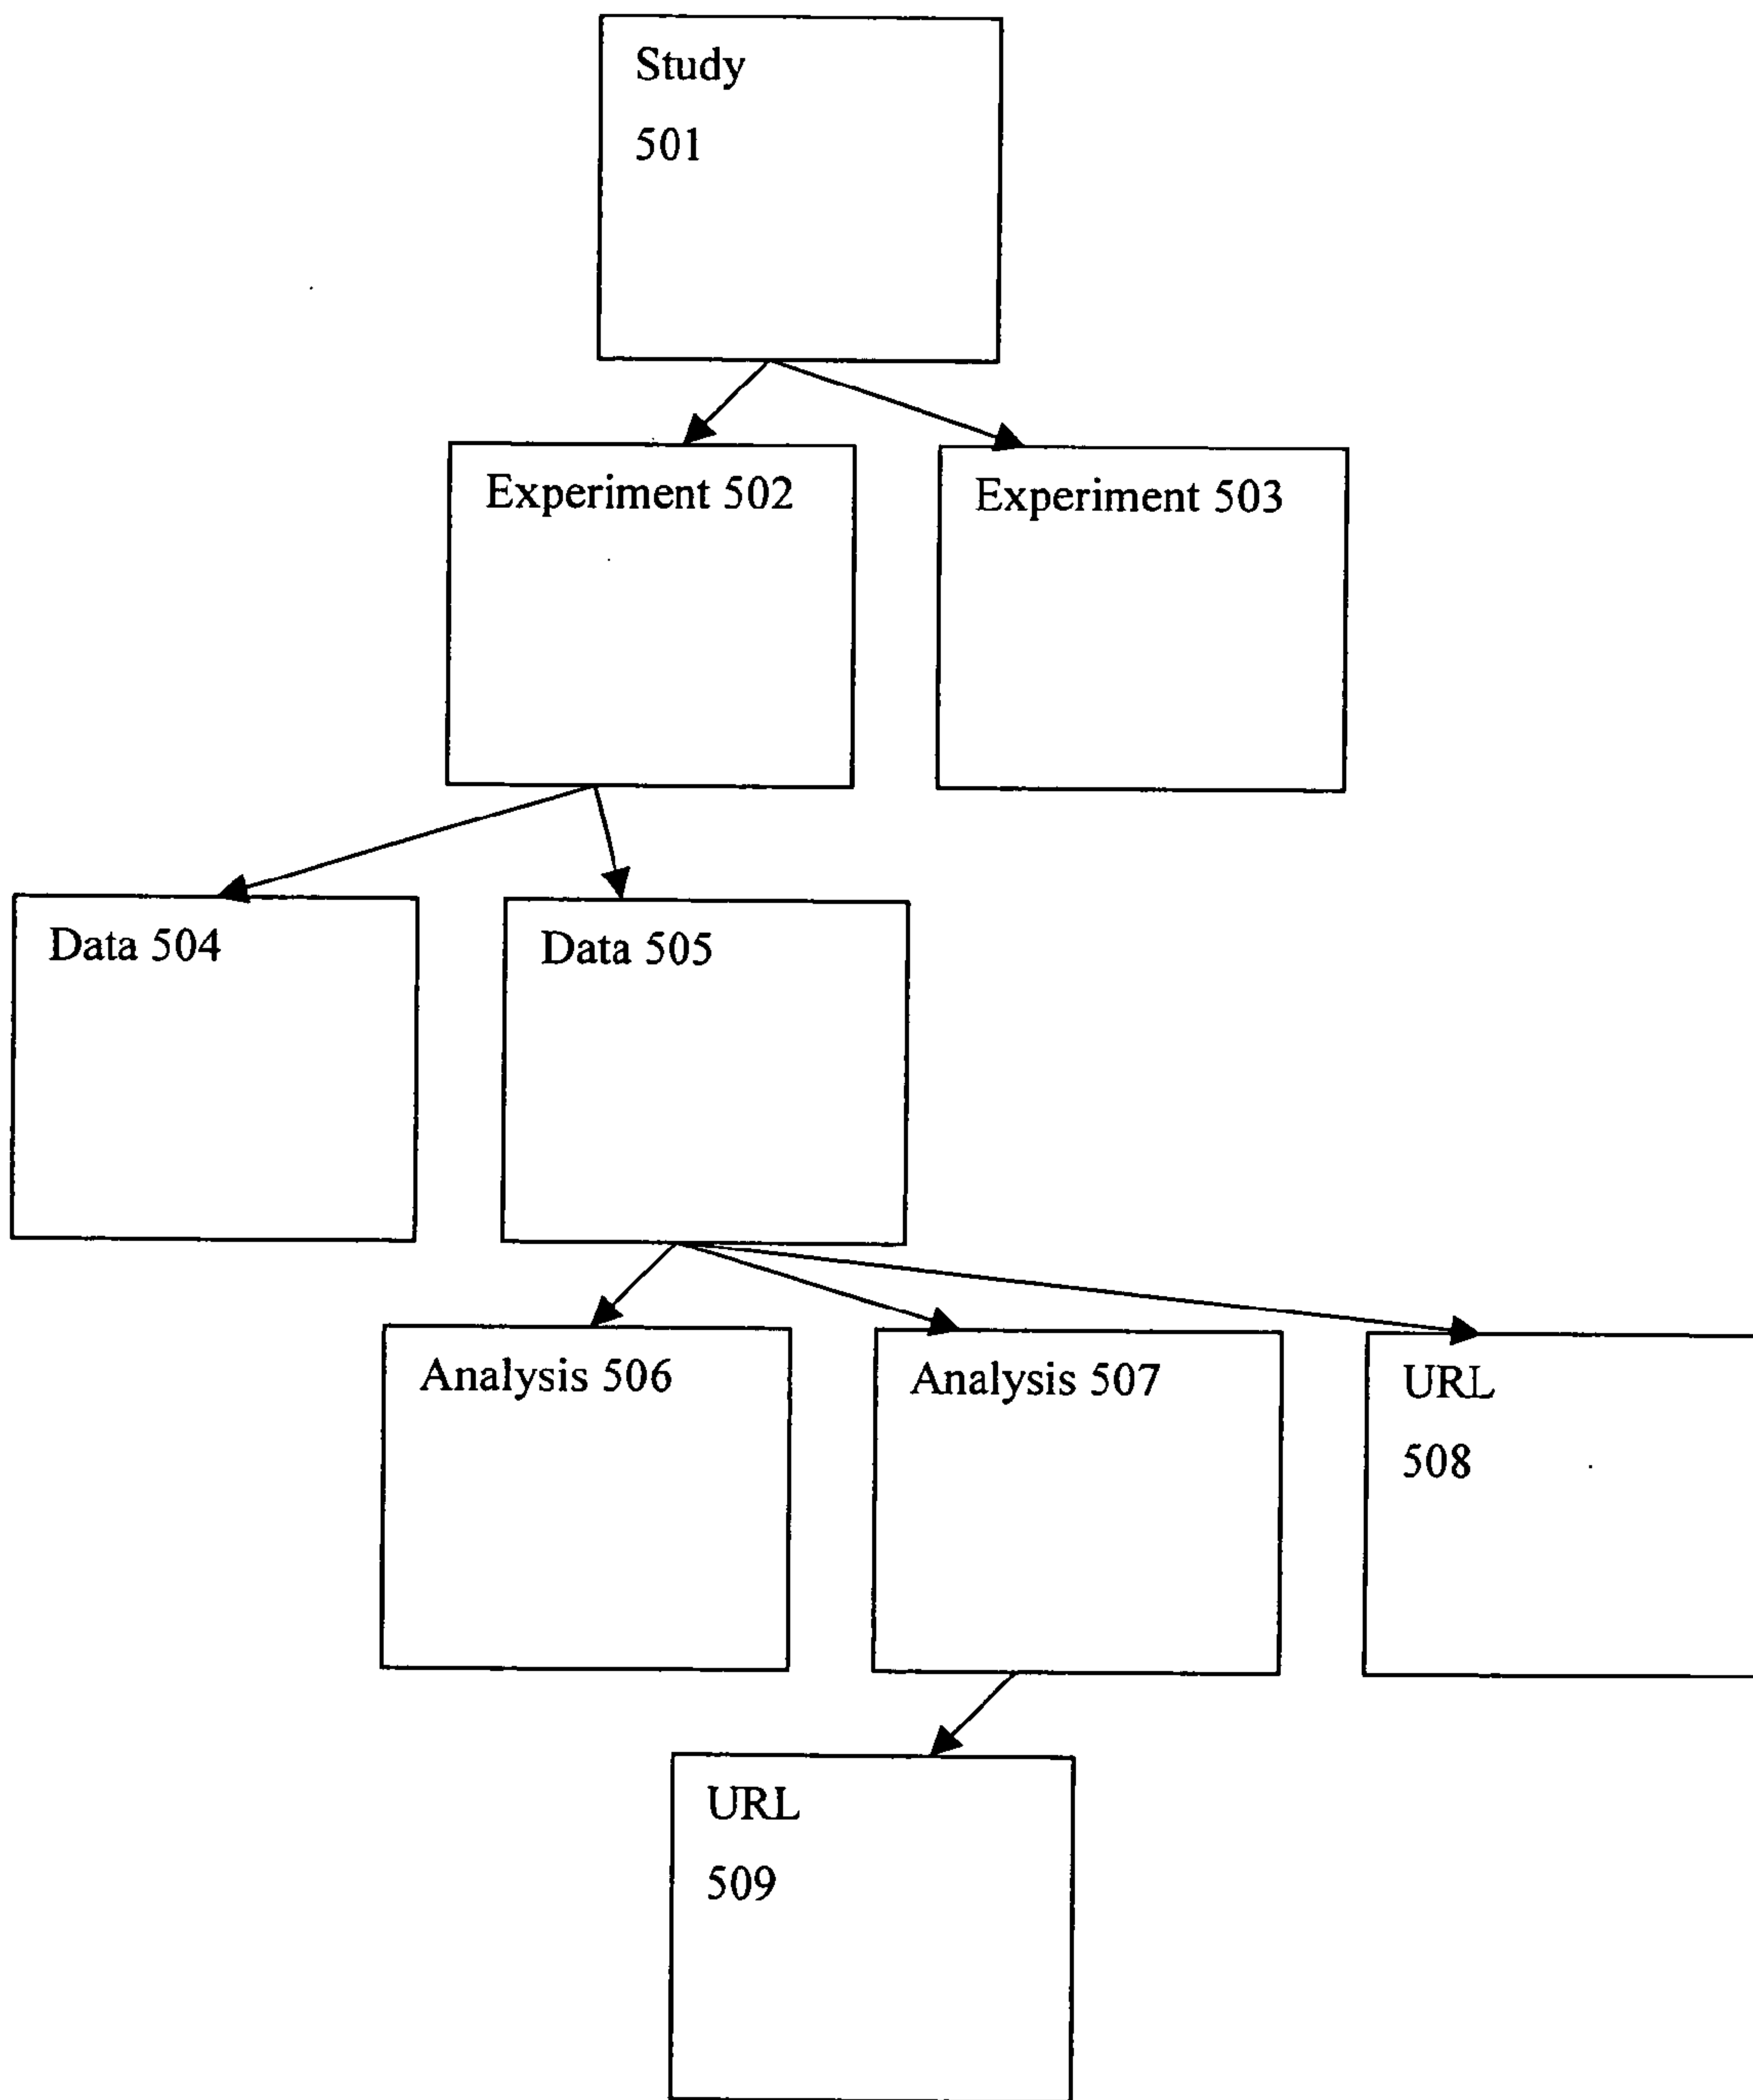 Study
501
Experiment 502
Experiment 503
Data 504
Data 505
Analysis 506
Analysis 507
URL
508
URL
509